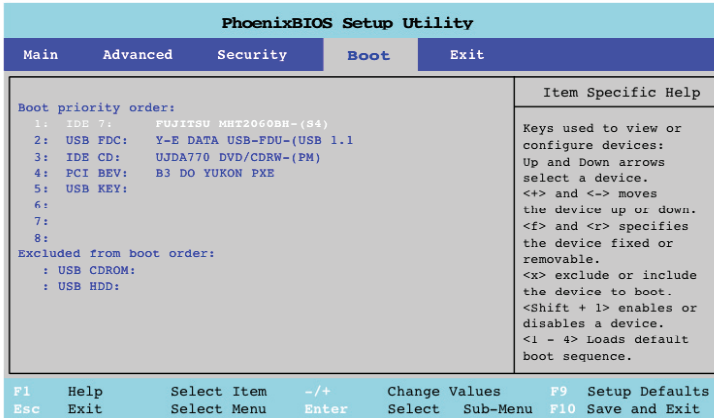 PhoenixBIOS Setup Utility
Main Advanced Security Boot Exit
Boot priority order:
1: IDE 7: FUJITSU MHT2060BH-(S4)
2: USB FDC: Y-E DATA USB-FDU-(USB 1.1
3: IDE CD: UJDA770 DVD/CDRW-(PM)
4: PCI BEV: B3 DO YUKON PXE
5: USB KEY:
6:
7:
8:
Excluded from boot order:
: USB CDROM:
: USB HDD:
Item Specific Help
Keys used to view or
configure devices:
Up and Down arrows
select a device.
<+> and <-> moves
the device up or down.
<f> and <r> specifies
the device fixed or
removable.
<x> exclude or include
the device to boot.
<Shift + 1> enables or
disables a device.
<1 - 4> Loads default
boot sequence.
F1 Help Select Item -/+ Change Values F9 Setup Defaults
Esc Exit Select Menu Enter Select Sub-Menu F10 Save and Exit